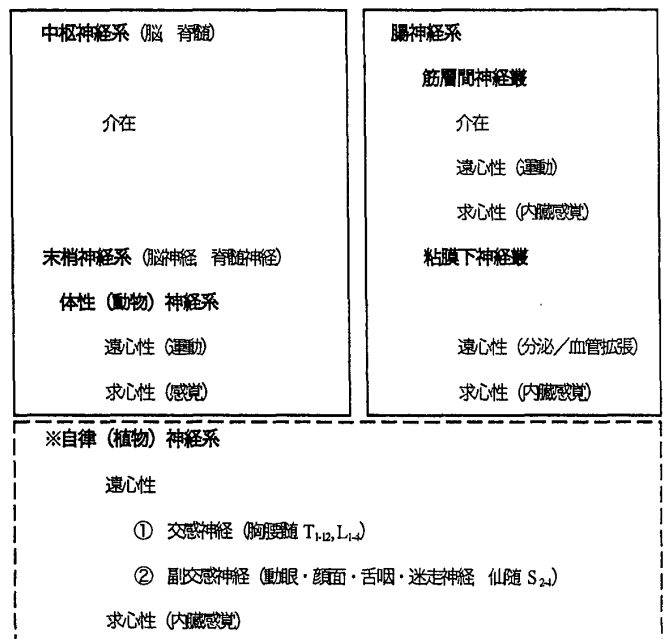 中枢神経系（脳　脊髄）
介在
末梢神経系（脳神経　脊髄神経）
体性（動物）神経系
遠心性（運動）
求心性（感覚）
腸神経系
筋層間神経叢
介在
遠心性（運動）
求心性（内臓感覚）
粘膜下神経叢
遠心性（分泌／血管拡張）
求心性（内臓感覚）
※自律（植物）神経系
遠心性
① 交感神経（胸腰髄 T1-12, L1-4）
② 副交感神経（動眼・顔面・舌咽・迷走神経　仙随 S2-4）
求心性（内臓感覚）